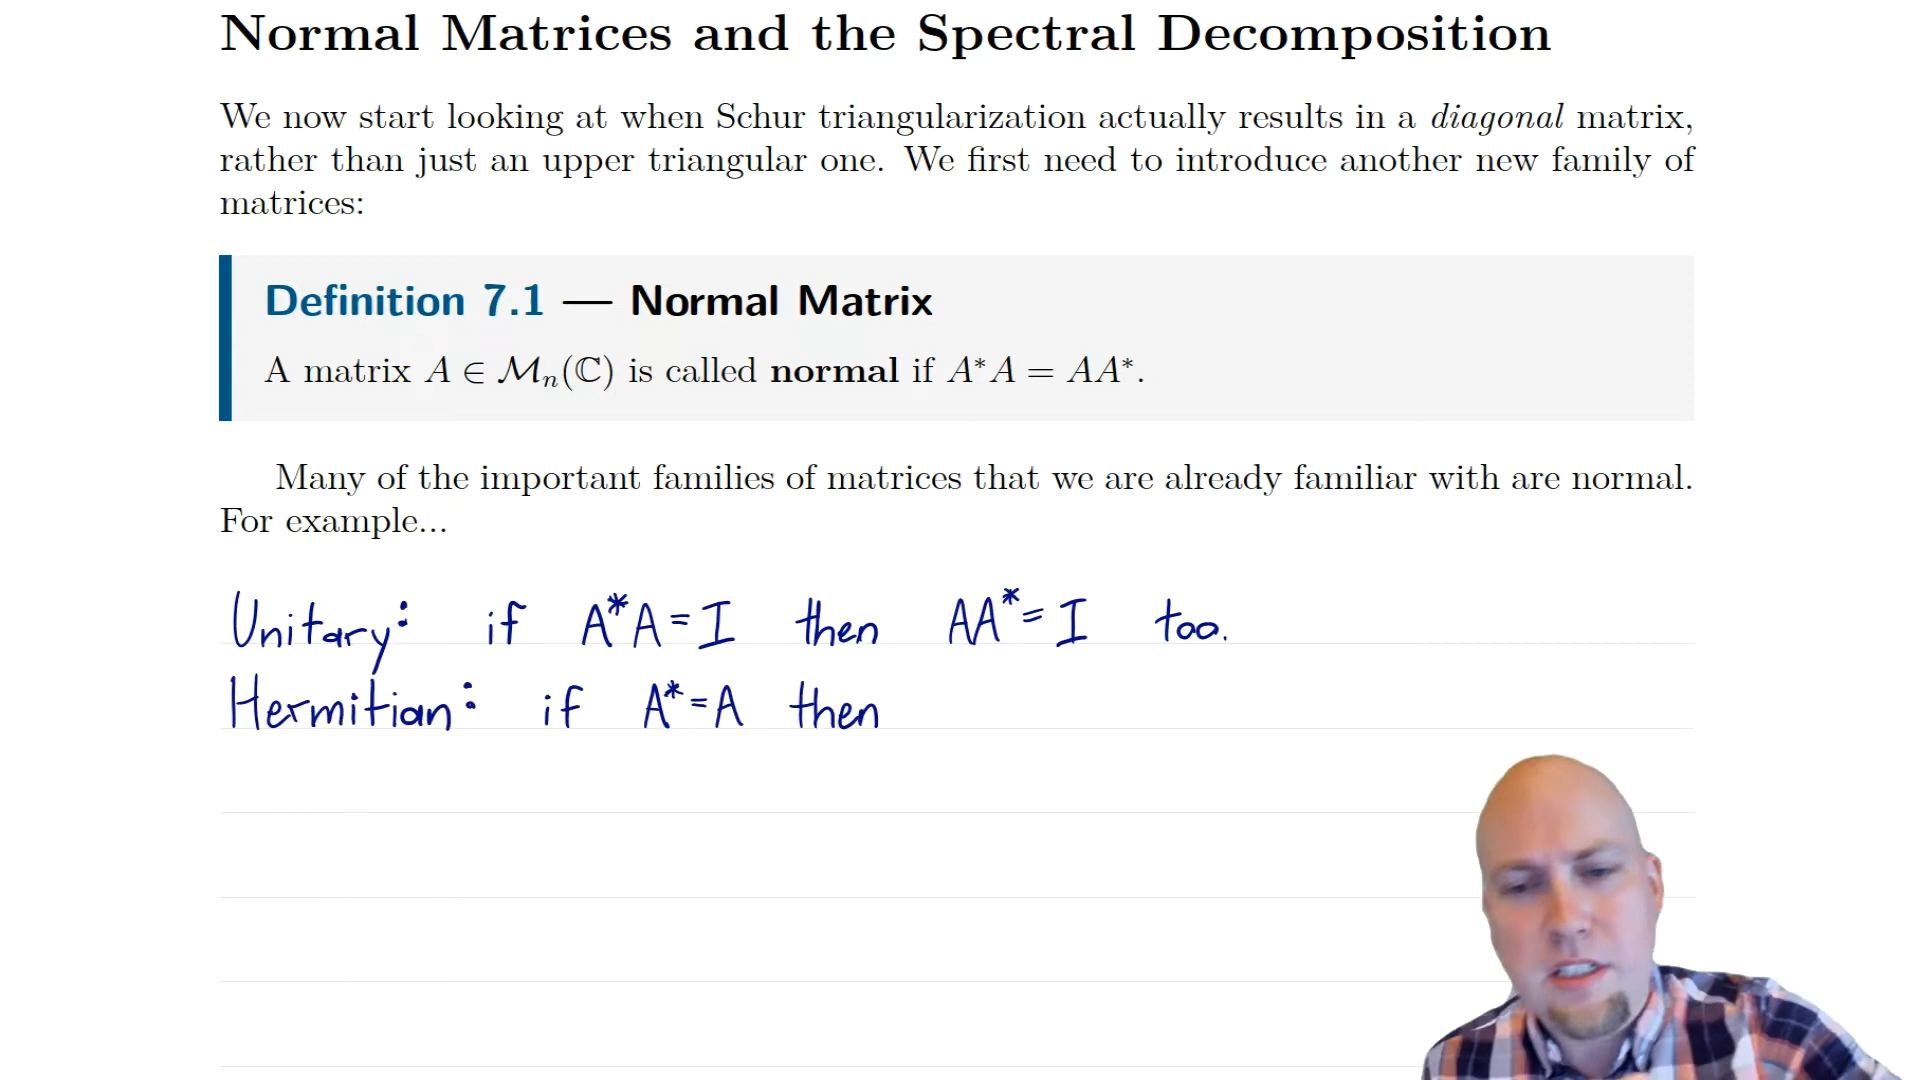 Normal Matrices and the Spectral Decomposition
We now start looking at when Schur triangularization actually results in a diagonal matrix,
rather than just an upper triangular one. We first need to introduce another new family of
matrices:
Definition 7.1 — Normal Matrix
A matrix A ∈ ℳₙ(ℂ) is called normal if A*A = AA*.
Many of the important families of matrices that we are already familiar with are normal.
For example...
Unitary: if A*A = I then AA* = I too.
Hermitian: if A* = A then